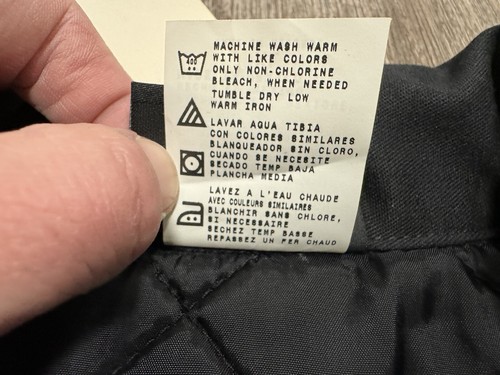 40C
MACHINE WASH WARM
WITH LIKE COLORS
ONLY NON-CHLORINE
BLEACH, WHEN NEEDED
TUMBLE DRY LOW
WARM IRON
LAVAR AGUA TIBIA
CON COLORES SIMILARES
BLANQUEADOR SIN CLORO,
CUANDO SE NECESITE
SECADO TEMP BAJA
PLANCHA MEDIA
LAVEZ A L'EAU CHAUDE
AVEC COULEURS SIMILAIRES
BLANCHIR SANS CHLORE,
SI NECESSAIRE
SECHEZ TEMP BASSE
REPASSEZ UN FER CHAUD